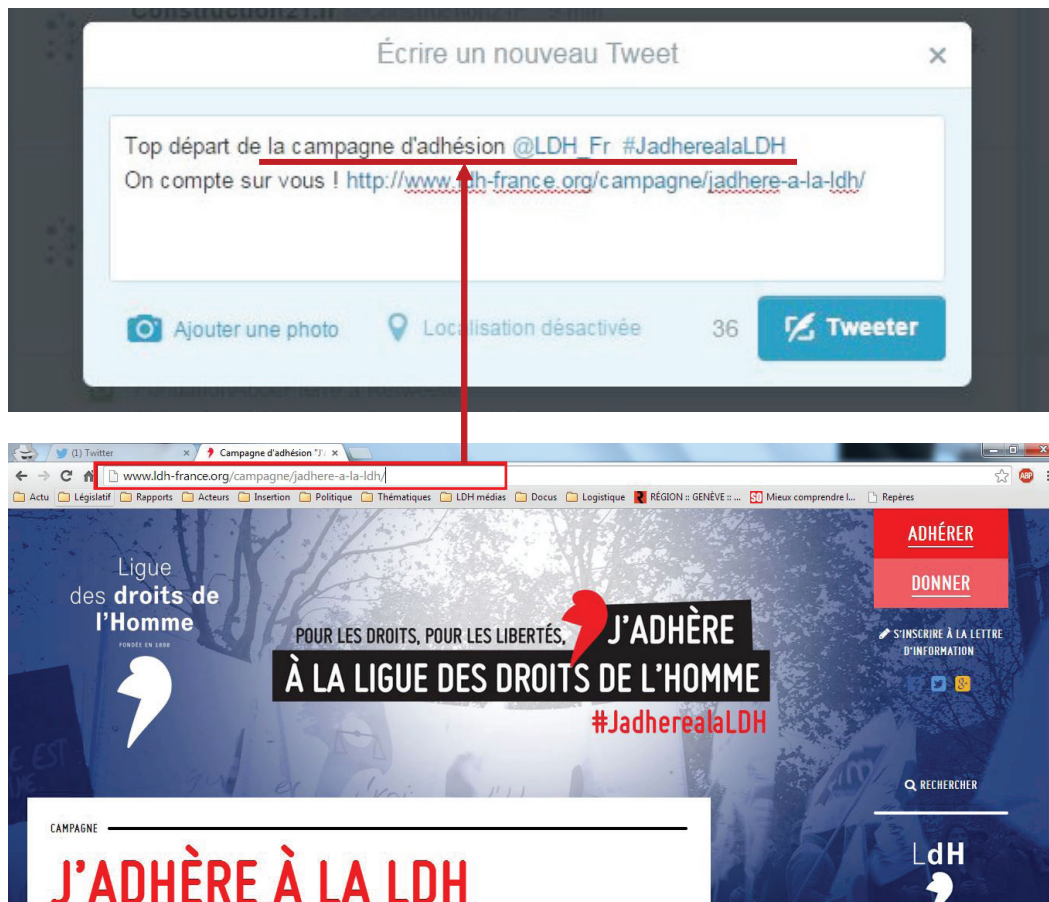 Construction21.fr
Écrire un nouveau Tweet
×
Top départ de la campagne d'adhésion @LDH_Fr #JadherealaLDH
On compte sur vous ! http://www.ldh-france.org/campagne/jadhere-a-la-ldh/
Ajouter une photo
Localisation désactivée
36
Tweeter
(1) Twitter
Campagne d'adhésion "J'
www.ldh-france.org/campagne/jadhere-a-la-ldh/
ABP
Actu Législatif Rapports Acteurs Insertion Politique Thématiques LDH médias Docus Logistique RÉGION :: GENÈVE :: ... Mieux comprendre l... Repères
Ligue
des droits de
l'Homme
FONDÉE EN 1898
POUR LES DROITS, POUR LES LIBERTÉS, J'ADHÈRE
À LA LIGUE DES DROITS DE L'HOMME
#JadherealaLDH
ADHÉRER
DONNER
S'INSCRIRE À LA LETTRE
D'INFORMATION
RECHERCHER
CAMPAGNE
J'ADHÈRE À LA LDH
LdH